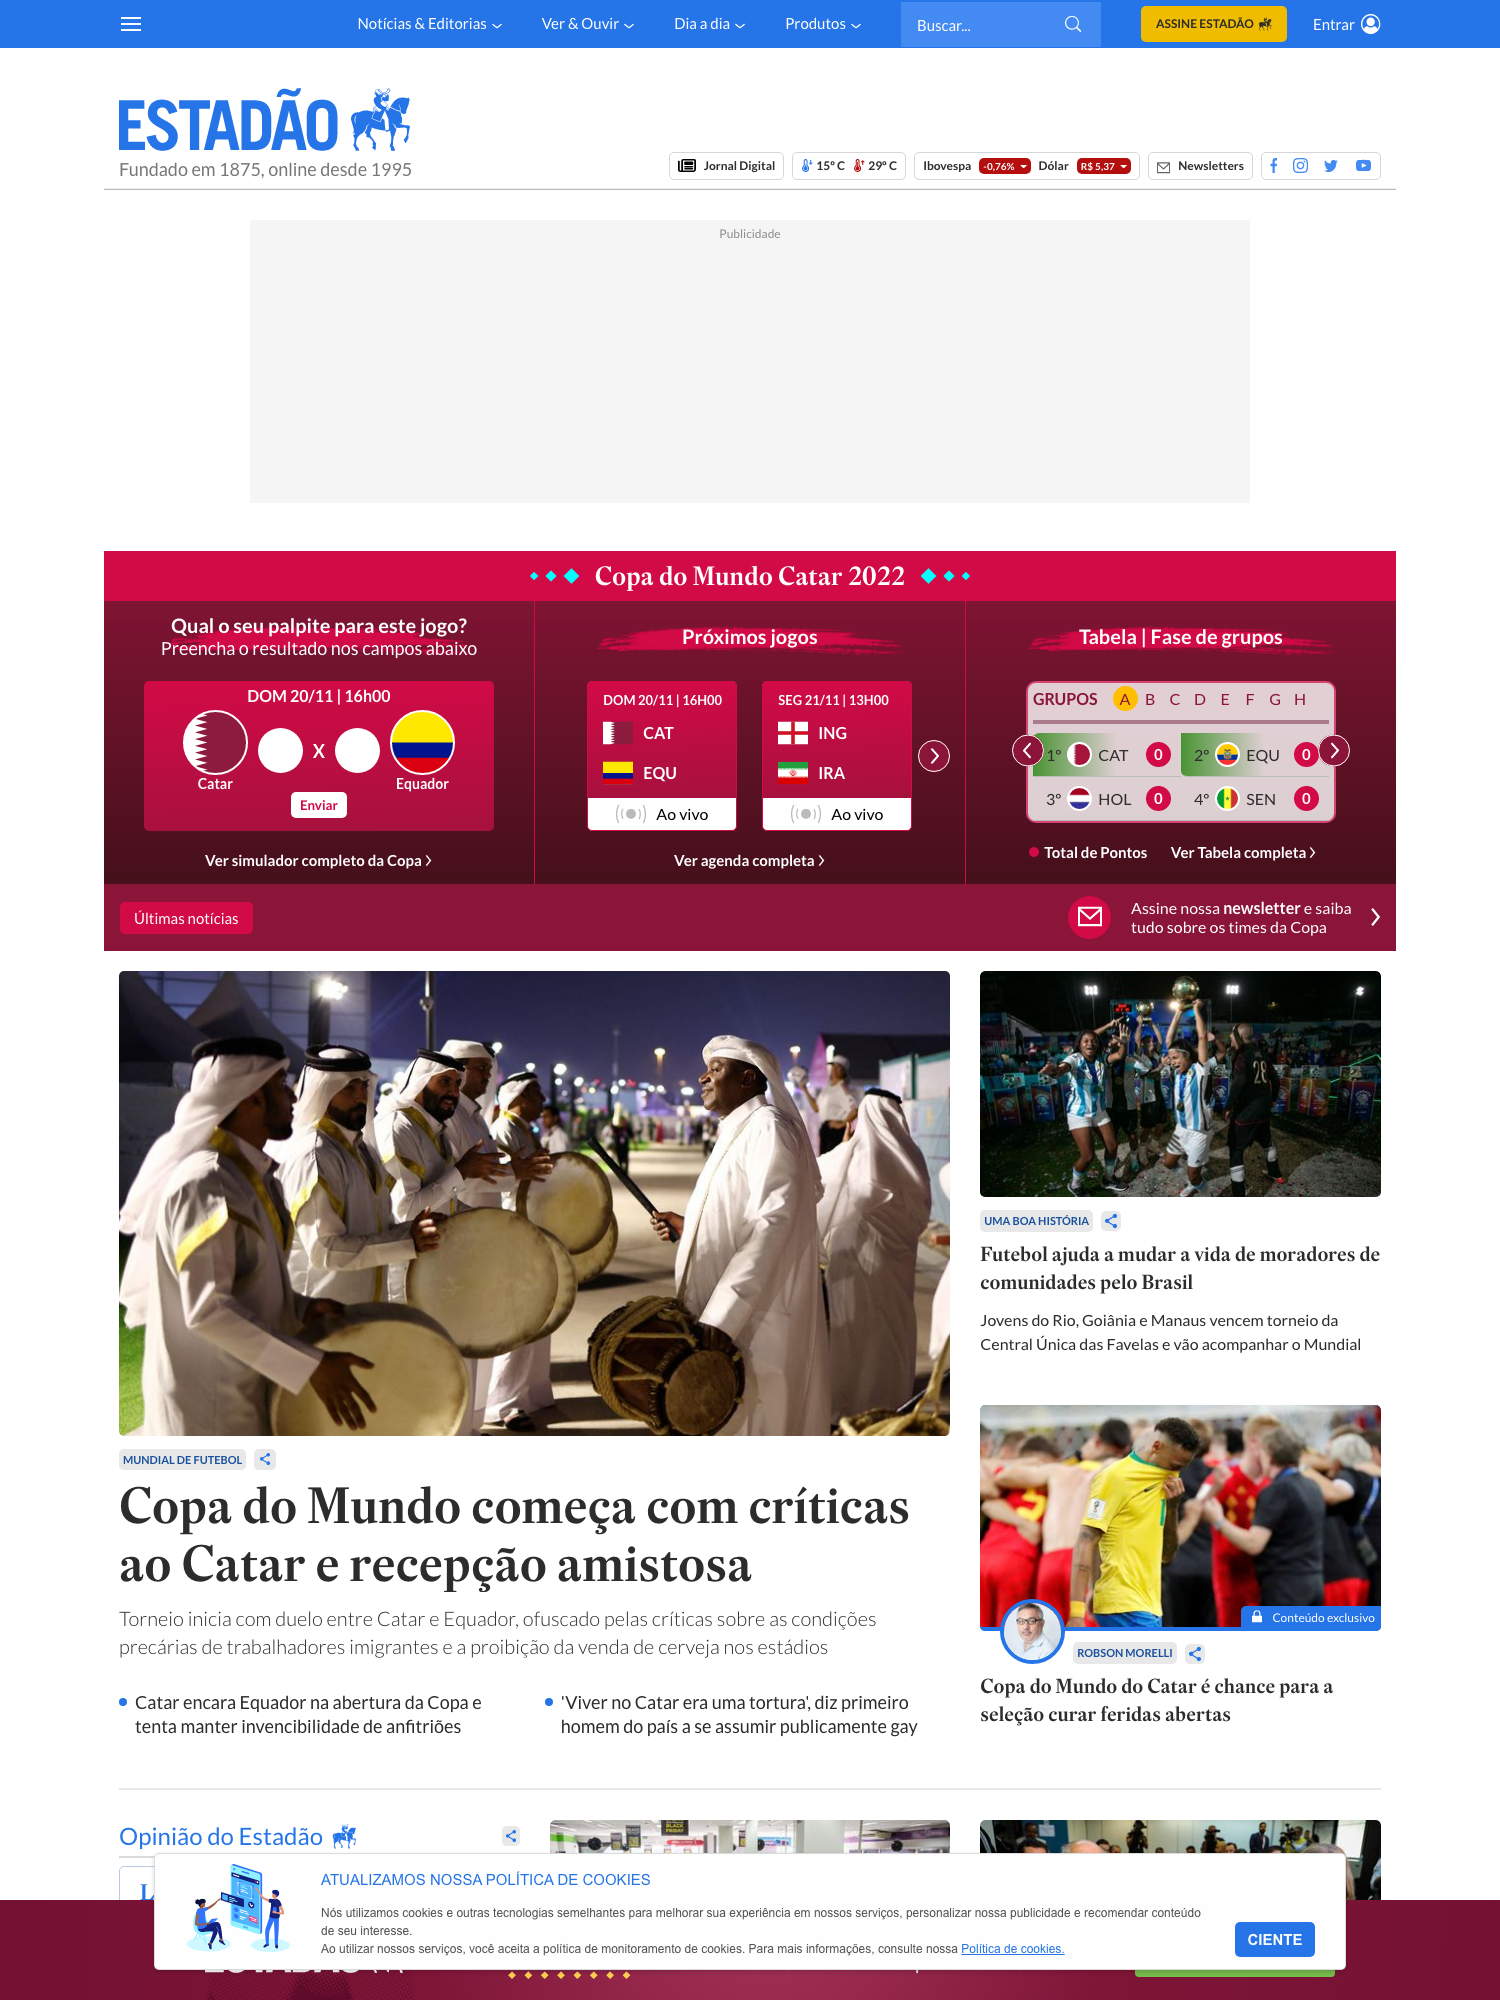 Notícias & Editorias
Ver & Ouvir
Dia a dia
Produtos
Buscar...
ASSINE ESTADÃO
Entrar
ESTADÃO
Fundado em 1875, online desde 1995
Jornal Digital
15º C 29º C
Ibovespa -0,76% Dólar R$ 5,37
Newsletters
Publicidade
Copa do Mundo Catar 2022
Qual o seu palpite para este jogo?
Preencha o resultado nos campos abaixo
DOM 20/11 | 16h00
X
Catar
Equador
Enviar
Ver simulador completo da Copa
Próximos jogos
DOM 20/11 | 16H00
CAT
EQU
Ao vivo
SEG 21/11 | 13H00
ING
IRA
Ao vivo
Ver agenda completa
Tabela | Fase de grupos
GRUPOS A B C D E F G H
1º CAT 0 2º EQU 0
3º HOL 0 4º SEN 0
Total de Pontos
Ver Tabela completa
Últimas notícias
Assine nossa newsletter e saiba
tudo sobre os times da Copa
MUNDIAL DE FUTEBOL
Copa do Mundo começa com críticas
ao Catar e recepção amistosa
Torneio inicia com duelo entre Catar e Equador, ofuscado pelas críticas sobre as condições
precárias de trabalhadores imigrantes e a proibição da venda de cerveja nos estádios
Catar encara Equador na abertura da Copa e
tenta manter invencibilidade de anfitriões
'Viver no Catar era uma tortura', diz primeiro
homem do país a se assumir publicamente gay
28
UMA BOA HISTÓRIA
Futebol ajuda a mudar a vida de moradores de
comunidades pelo Brasil
Jovens do Rio, Goiânia e Manaus vencem torneio da
Central Única das Favelas e vão acompanhar o Mundial
Conteúdo exclusivo
ROBSON MORELLI
Copa do Mundo do Catar é chance para a
seleção curar feridas abertas
Opinião do Estadão
BLACK
FRIDAY
ATUALIZAMOS NOSSA POLÍTICA DE COOKIES
Nós utilizamos cookies e outras tecnologias semelhantes para melhorar sua experiência em nossos serviços, personalizar nossa publicidade e recomendar conteúdo
de seu interesse.
Ao utilizar nossos serviços, você aceita a política de monitoramento de cookies. Para mais informações, consulte nossa Política de cookies.
CIENTE